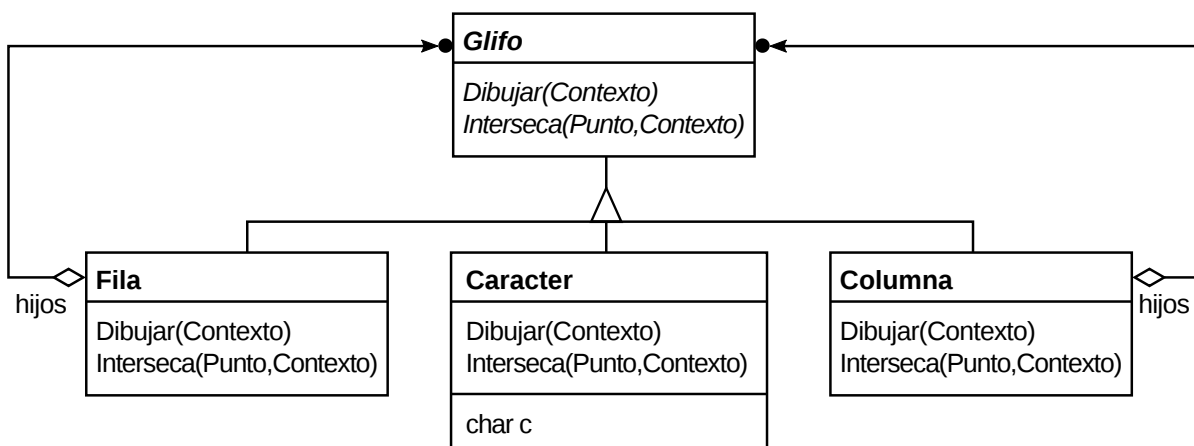 Glifo
Dibujar(Contexto)
Interseca(Punto,Contexto)
Fila
Dibujar(Contexto)
Interseca(Punto,Contexto)
hijos
Caracter
Dibujar(Contexto)
Interseca(Punto,Contexto)
char c
Columna
Dibujar(Contexto)
Interseca(Punto,Contexto)
hijos